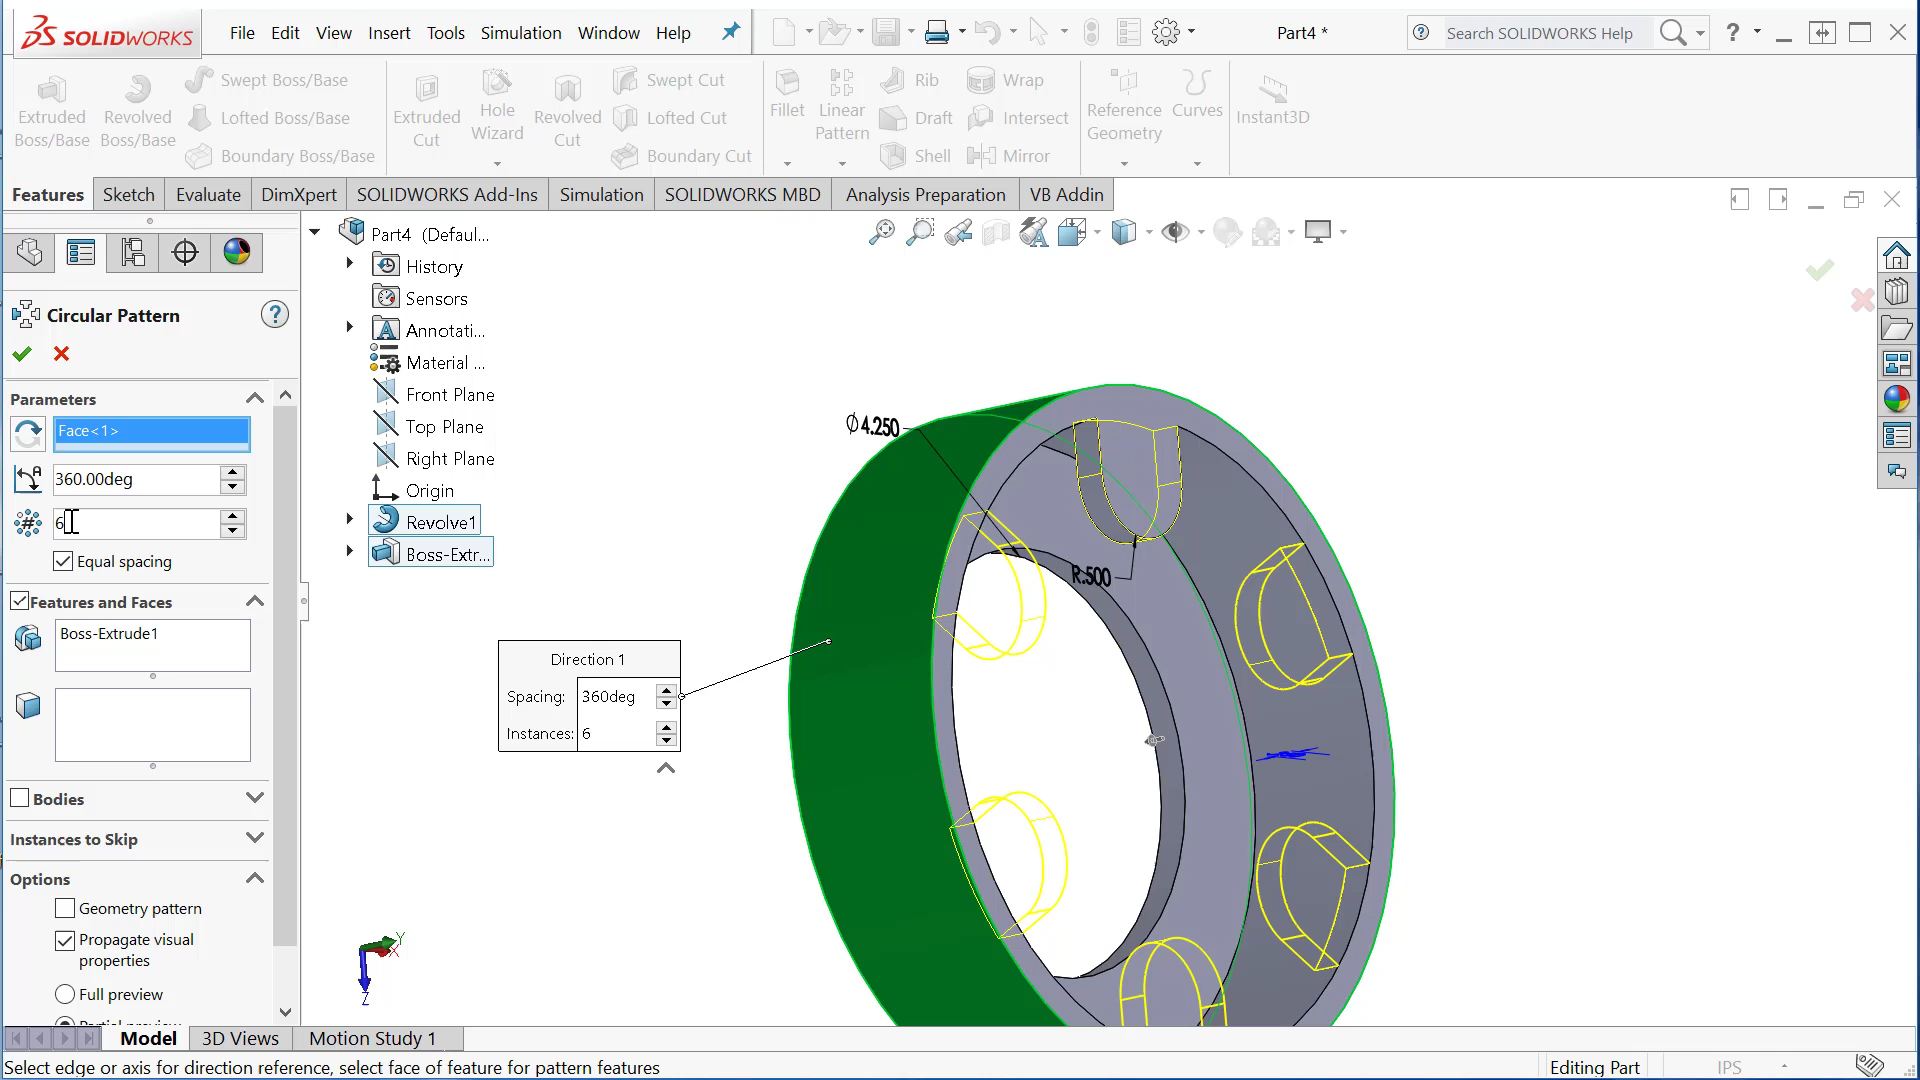 SOLIDWORKS
File Edit View Insert Tools Simulation Window Help
Part4 *
Search SOLIDWORKS Help
Extruded Boss/Base
Revolved Boss/Base
Swept Boss/Base
Lofted Boss/Base
Boundary Boss/Base
Extruded Cut
Hole Wizard
Revolved Cut
Swept Cut
Lofted Cut
Boundary Cut
Fillet
Linear Pattern
Rib
Draft
Shell
Wrap
Intersect
Mirror
Reference Geometry
Curves
Instant3D
Features Sketch Evaluate DimXpert SOLIDWORKS Add-Ins Simulation SOLIDWORKS MBD Analysis Preparation VB Addin
Circular Pattern
Parameters
Face<1>
360.00deg
6
Equal spacing
Features and Faces
Boss-Extrude1
Bodies
Instances to Skip
Options
Geometry pattern
Propagate visual
properties
Full preview
Part4 (Defaul...
History
Sensors
Annotati...
Material ...
Front Plane
Top Plane
Right Plane
Origin
Revolve1
Boss-Extr...
Ø4.250
R.500
Direction 1
Spacing: 360deg
Instances: 6
Y
X
Z
Model 3D Views Motion Study 1
Select edge or axis for direction reference, select face of feature for pattern features
Editing Part
IPS